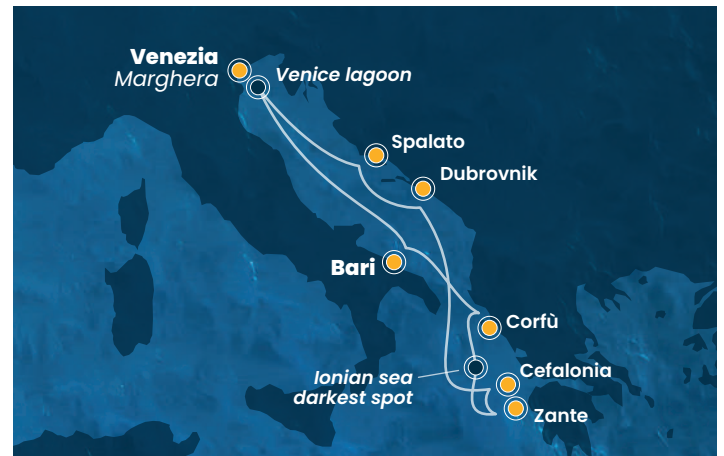 Venezia
Marghera
Venice lagoon
Spalato
Dubrovnik
Bari
Corfù
Ionian sea
darkest spot
Cefalonia
Zante